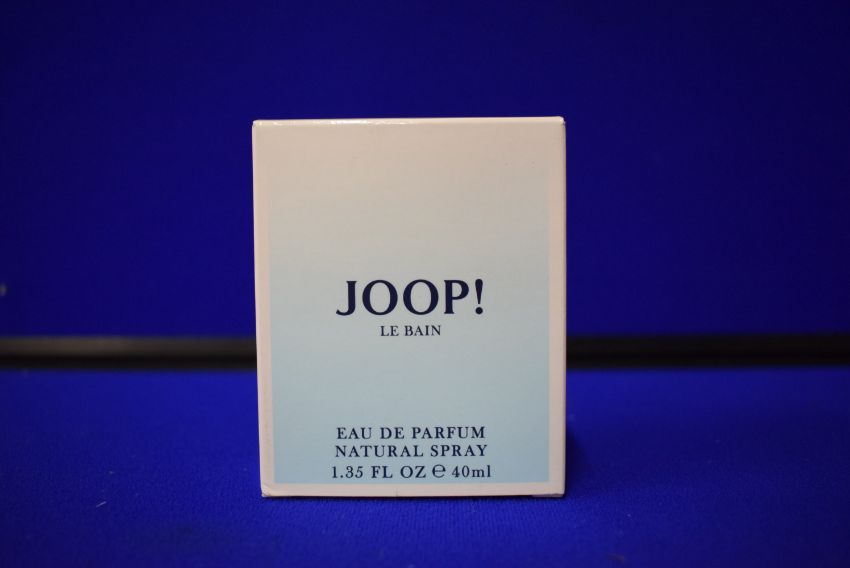 JOOP!
LE BAIN
EAU DE PARFUM
NATURAL SPRAY
1.35 FL OZ ℮ 40ml